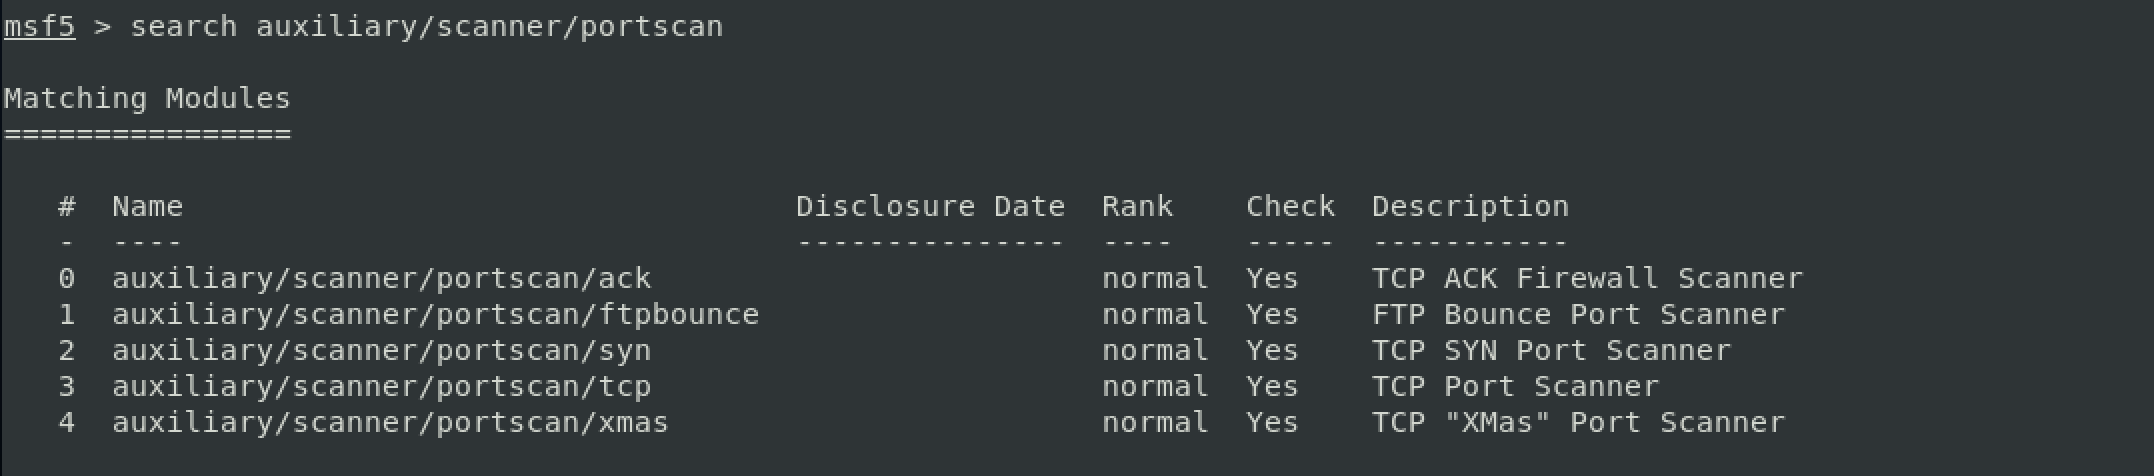 msf5 > search auxiliary/scanner/portscan
Matching Modules
================
   #  Name                                  Disclosure Date  Rank    Check  Description
   -  ----                                  ---------------  ----    -----  -----------
   0  auxiliary/scanner/portscan/ack                         normal  Yes    TCP ACK Firewall Scanner
   1  auxiliary/scanner/portscan/ftpbounce                   normal  Yes    FTP Bounce Port Scanner
   2  auxiliary/scanner/portscan/syn                         normal  Yes    TCP SYN Port Scanner
   3  auxiliary/scanner/portscan/tcp                         normal  Yes    TCP Port Scanner
   4  auxiliary/scanner/portscan/xmas                        normal  Yes    TCP "XMas" Port Scanner